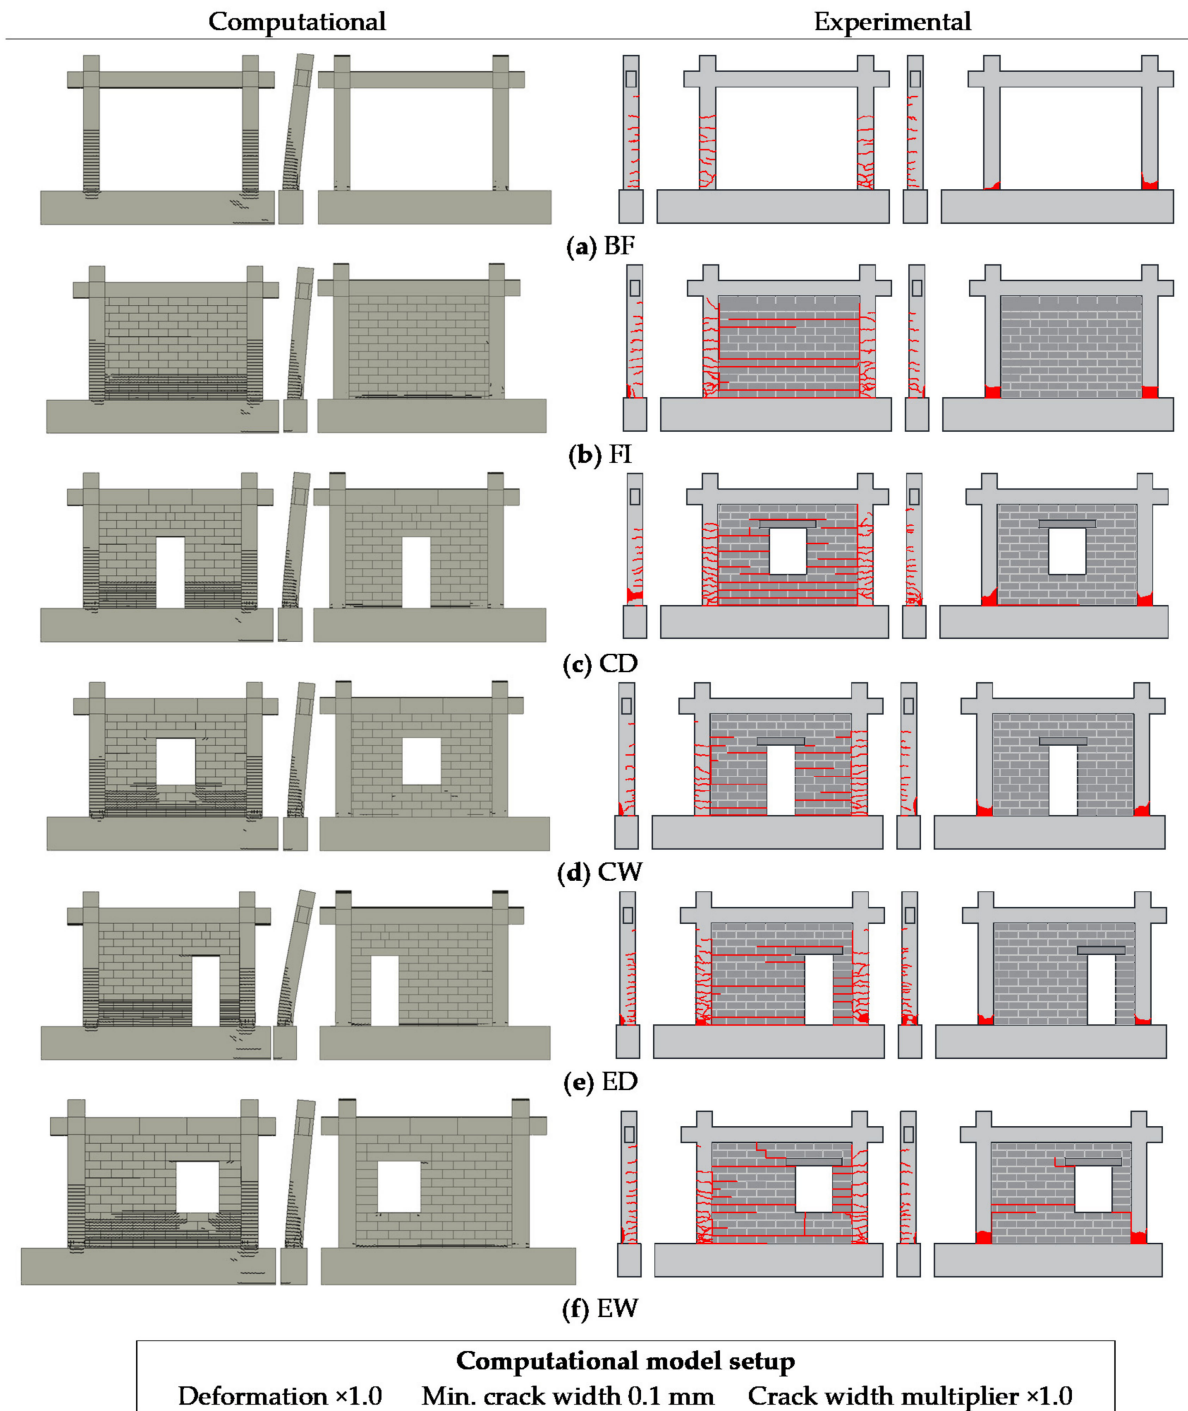 Computational Experimental
(a) BF
(b) FI
(c) CD
(d) CW
(e) ED
(f) EW
Computational model setup
Deformation ×1.0 Min. crack width 0.1 mm Crack width multiplier ×1.0